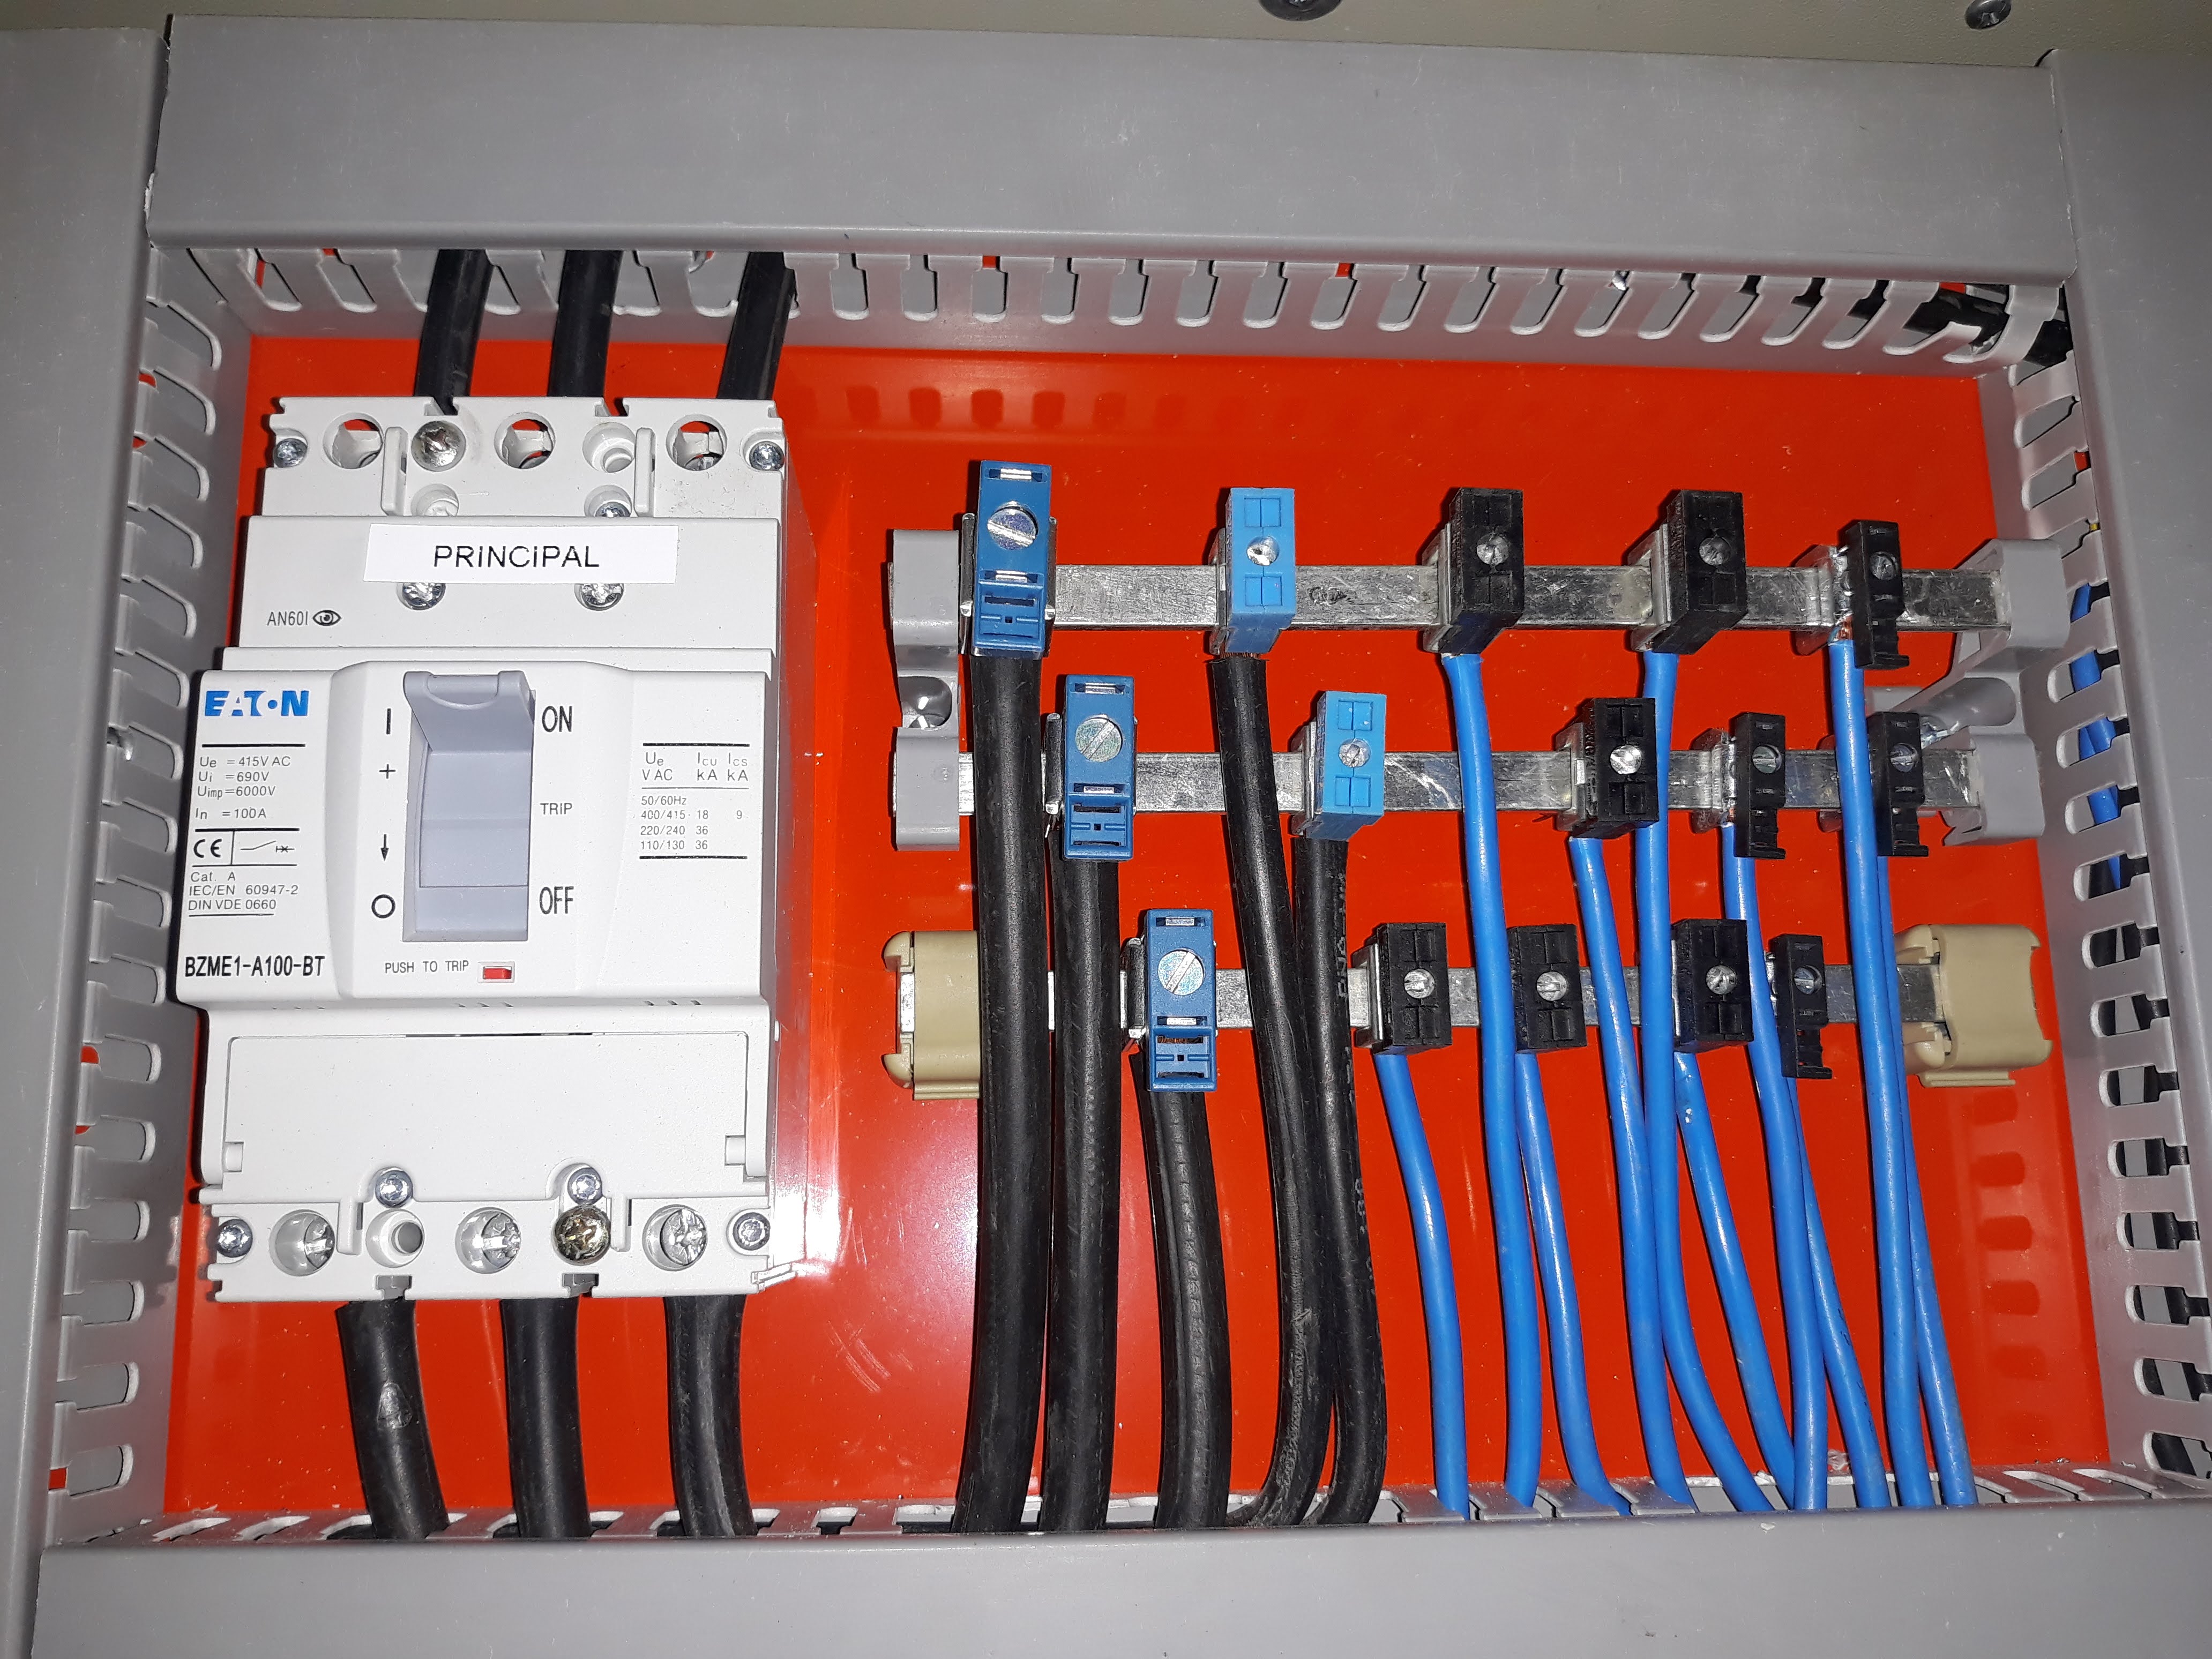 PRiNCiPAL
AN60I
EATON
Ue = 415V AC
Ui = 690V
Uimp = 6000V
In = 100A
CE
Cat. A
IEC/EN 60947-2
DIN VDE 0660
BZME1-A100-BT
I
+
O
ON
TRIP
OFF
PUSH TO TRIP
Ue Icu Ics
V AC kA kA
50/60Hz
400/415 18 9
220/240 36
110/130 36